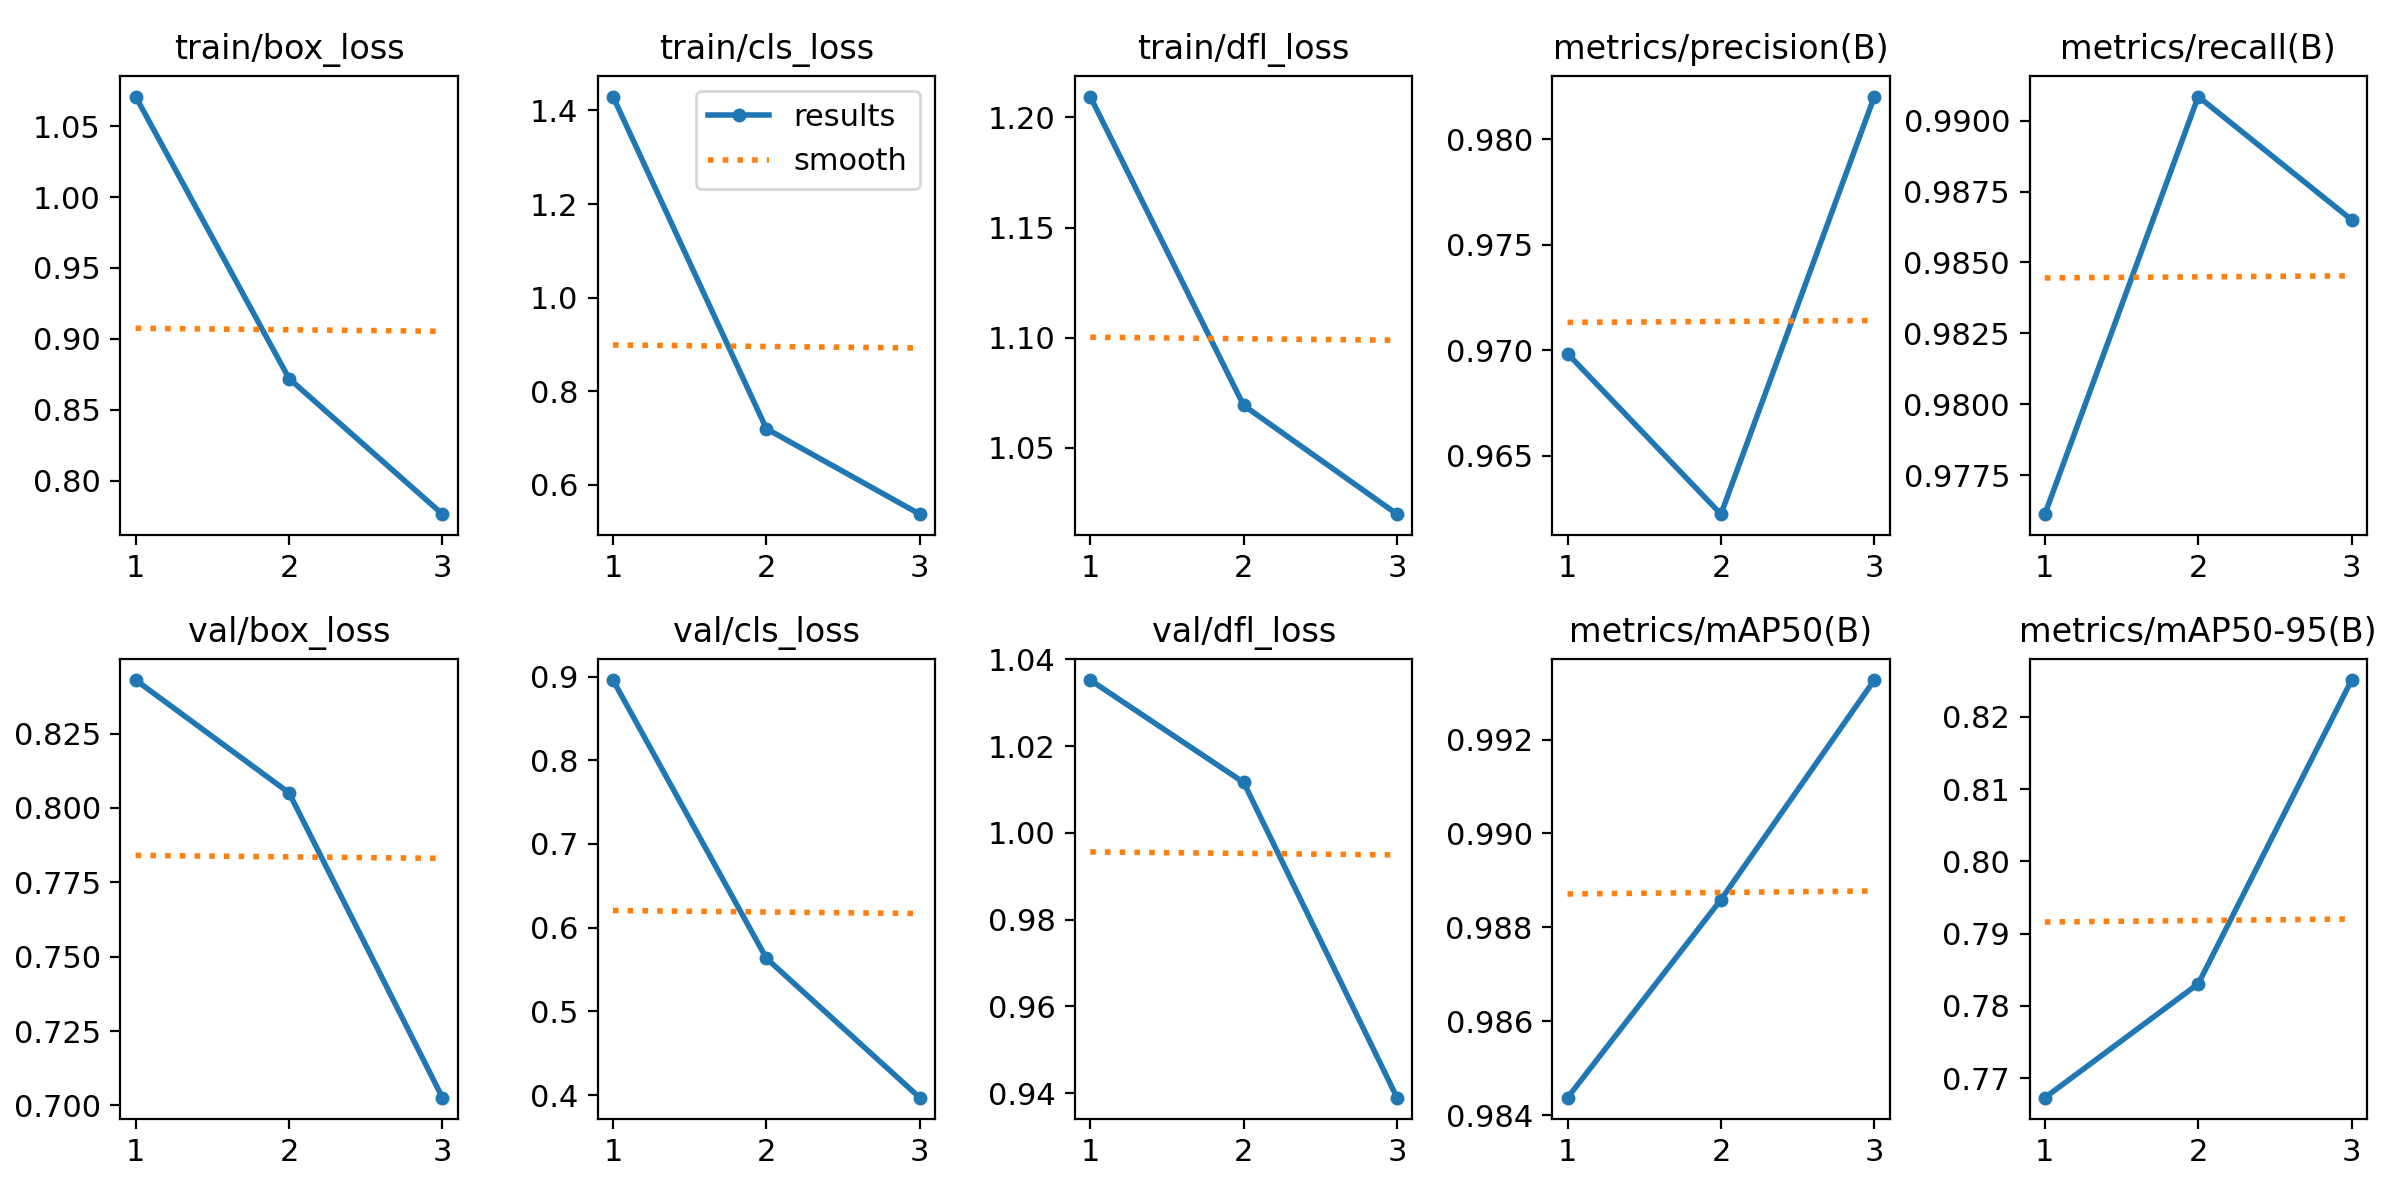 train/box_loss
1.05
1.00
0.95
0.90
0.85
0.80
1 2 3
train/cls_loss
results
smooth
1.4
1.2
1.0
0.8
0.6
1 2 3
train/dfl_loss
1.20
1.15
1.10
1.05
1 2 3
metrics/precision(B)
0.980
0.975
0.970
0.965
1 2 3
metrics/recall(B)
0.9900
0.9875
0.9850
0.9825
0.9800
0.9775
1 2 3
val/box_loss
0.825
0.800
0.775
0.750
0.725
0.700
1 2 3
val/cls_loss
0.9
0.8
0.7
0.6
0.5
0.4
1 2 3
val/dfl_loss
1.04
1.02
1.00
0.98
0.96
0.94
1 2 3
metrics/mAP50(B)
0.992
0.990
0.988
0.986
0.984
1 2 3
metrics/mAP50-95(B)
0.82
0.81
0.80
0.79
0.78
0.77
1 2 3